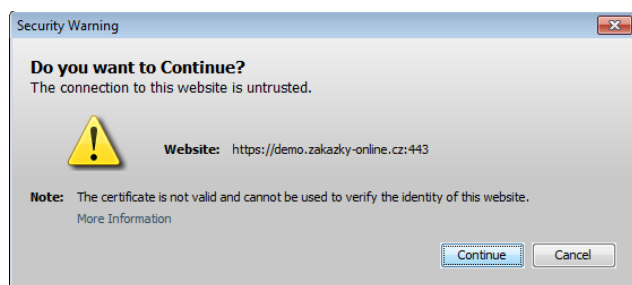 Security Warning
Do you want to Continue?
The connection to this website is untrusted.
Website: https://demo.zakazky-online.cz:443
Note: The certificate is not valid and cannot be used to verify the identity of this website.
More Information
Continue Cancel